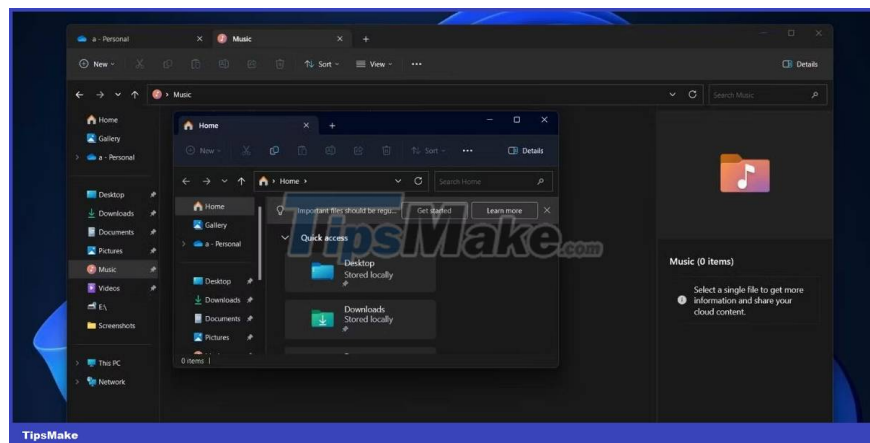 a - Personal
Music
New
Sort
View
Details
Music
Search Music
Home
Gallery
a - Personal
Desktop
Downloads
Documents
Pictures
Music
Videos
E:\
Screenshots
This PC
Network
Home
New
Sort
Details
Home
Search Home
Home
Gallery
a - Personal
Desktop
Downloads
Documents
Pictures
0 items
Important files should be regu...
Get started
Learn more
Quick access
Desktop
Stored locally
Downloads
Stored locally
Music (0 items)
Select a single file to get more
information and share your
cloud content.
TipsMake.com
TipsMake